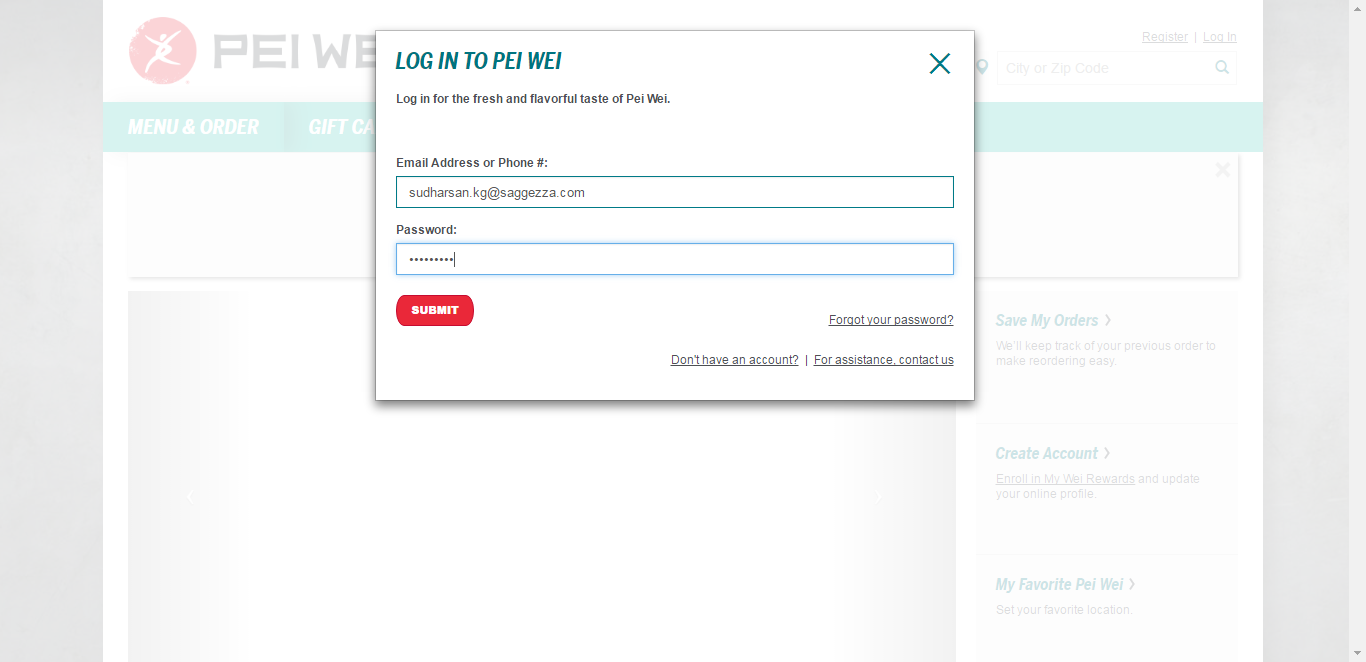 PEI WE
Register | Log In
City or Zip Code
MENU & ORDER
GIFT CA
LOG IN TO PEI WEI
Log in for the fresh and flavorful taste of Pei Wei.
Email Address or Phone #:
sudharsan.kg@saggezza.com
Password:
•••••••••
SUBMIT
Forgot your password?
Don't have an account? | For assistance, contact us
Save My Orders
We'll keep track of your previous order to
make reordering easy.
Create Account
Enroll in My Wei Rewards and update
your online profile.
My Favorite Pei Wei
Set your favorite location.